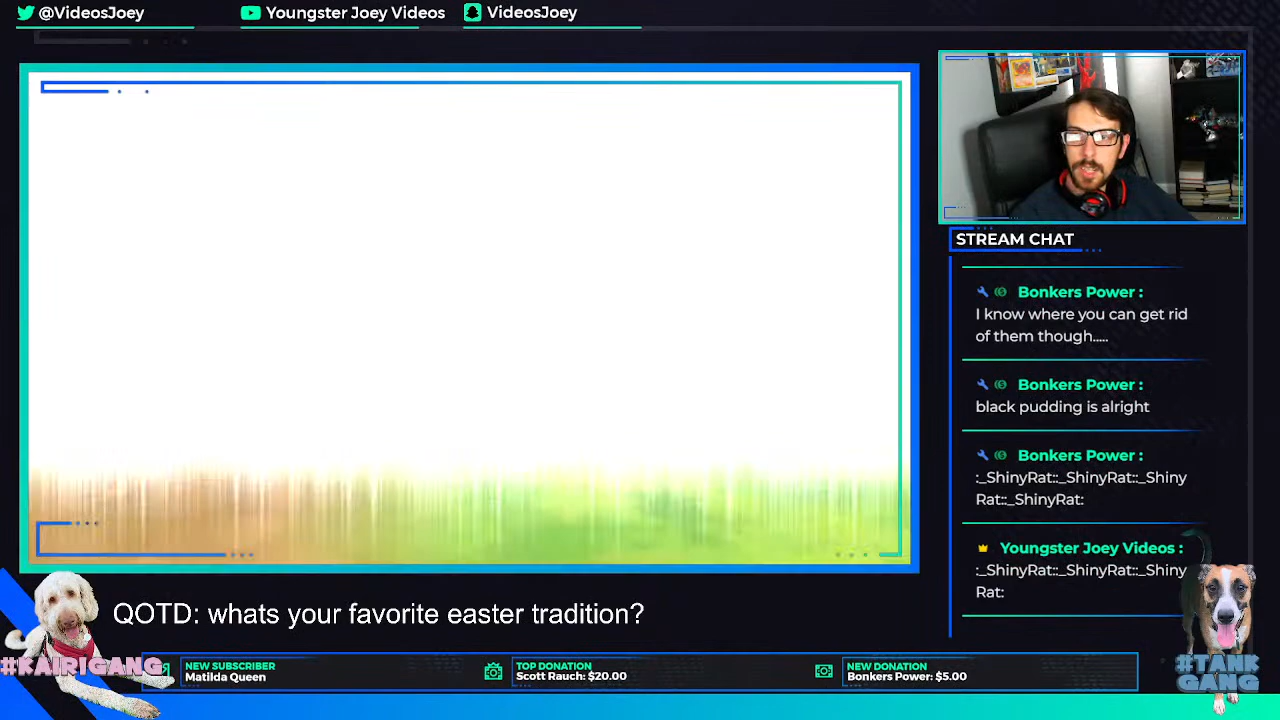 @VideosJoey
Youngster Joey Videos
VideosJoey
STREAM CHAT
Bonkers Power :
I know where you can get rid
of them though.....
Bonkers Power :
black pudding is alright
Bonkers Power :
:_ShinyRat::_ShinyRat::_Shiny
Rat::_ShinyRat:
Youngster Joey Videos :
:_ShinyRat::_ShinyRat::_Shiny
Rat:
QOTD: whats your favorite easter tradition?
#KAIRIGANG
NEW SUBSCRIBER
Matilda Queen
TOP DONATION
Scott Rauch: $20.00
NEW DONATION
Bonkers Power: $5.00
#TANK
GANG